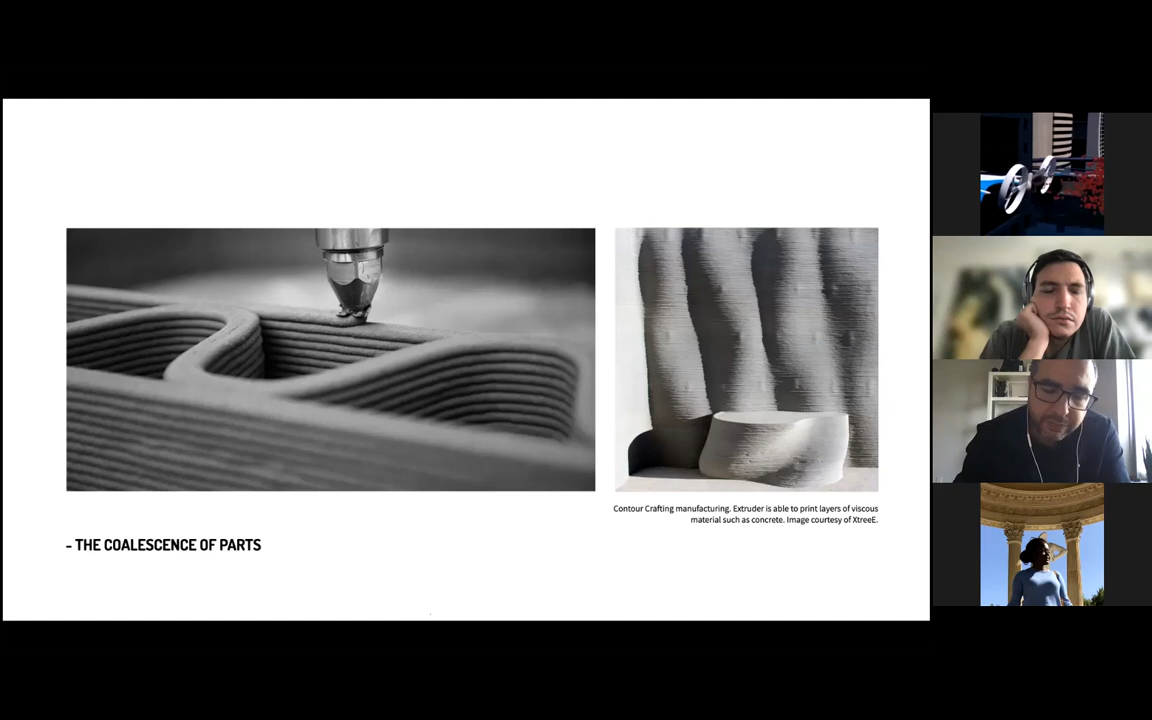 Contour Crafting manufacturing. Extruder is able to print layers of viscous
material such as concrete. Image courtesy of XtreeE.
- THE COALESCENCE OF PARTS